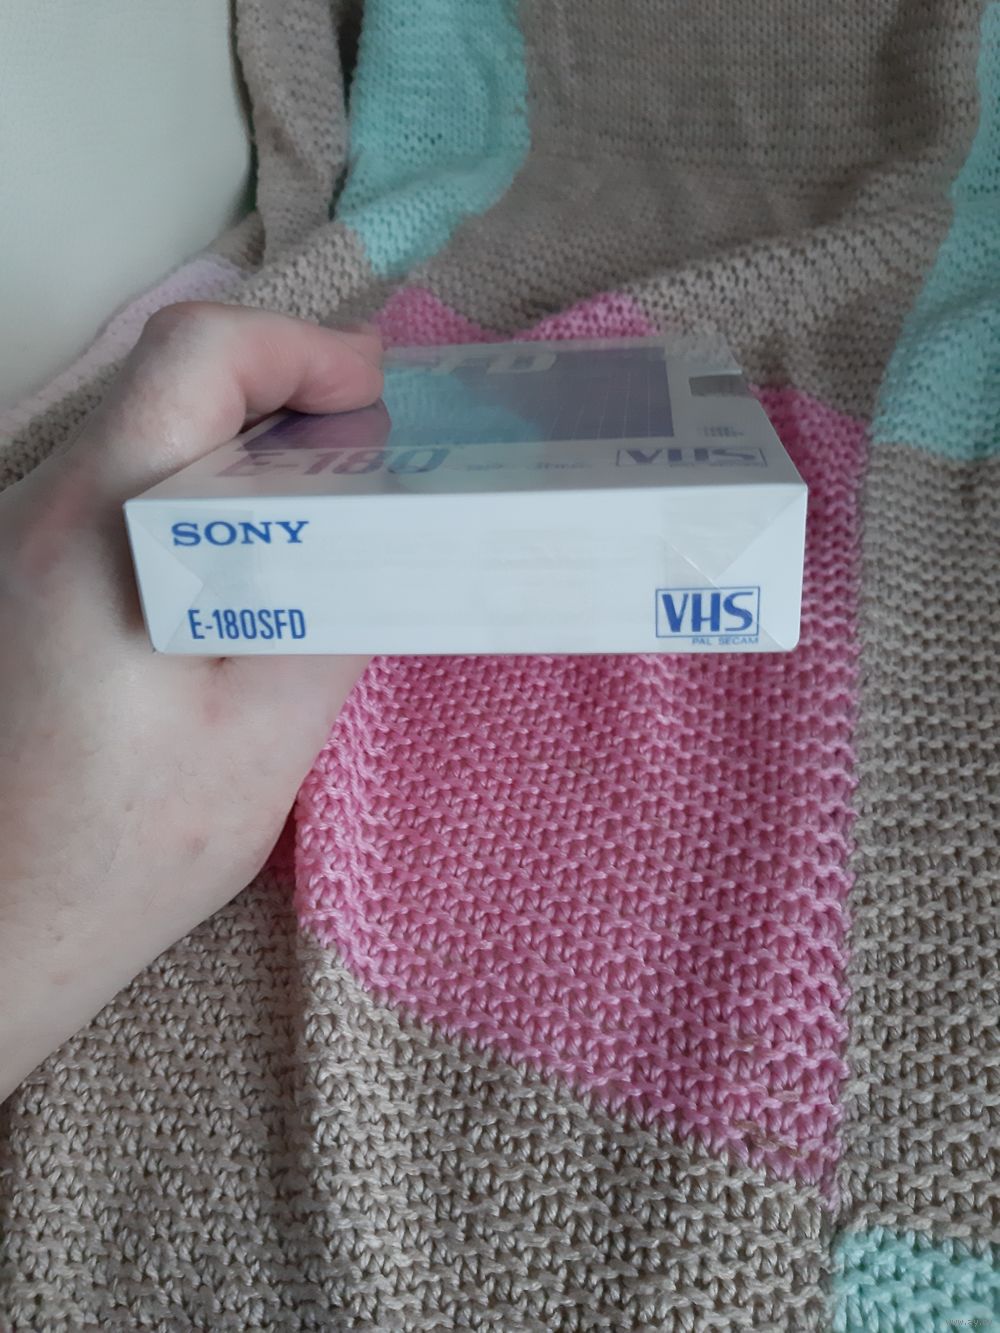 SFD
E-180
VHS
SONY
E-180SFD
VHS
PAL SECAM